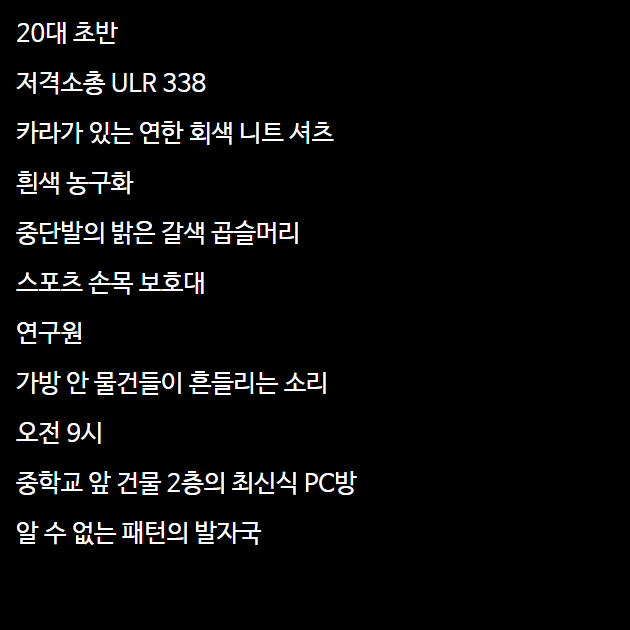 20대 초반
저격소총 ULR 338
카라가 있는 연한 회색 니트 셔츠
흰색 농구화
중단발의 밝은 갈색 곱슬머리
스포츠 손목 보호대
연구원
가방 안 물건들이 흔들리는 소리
오전 9시
중학교 앞 건물 2층의 최신식 PC방
알 수 없는 패턴의 발자국